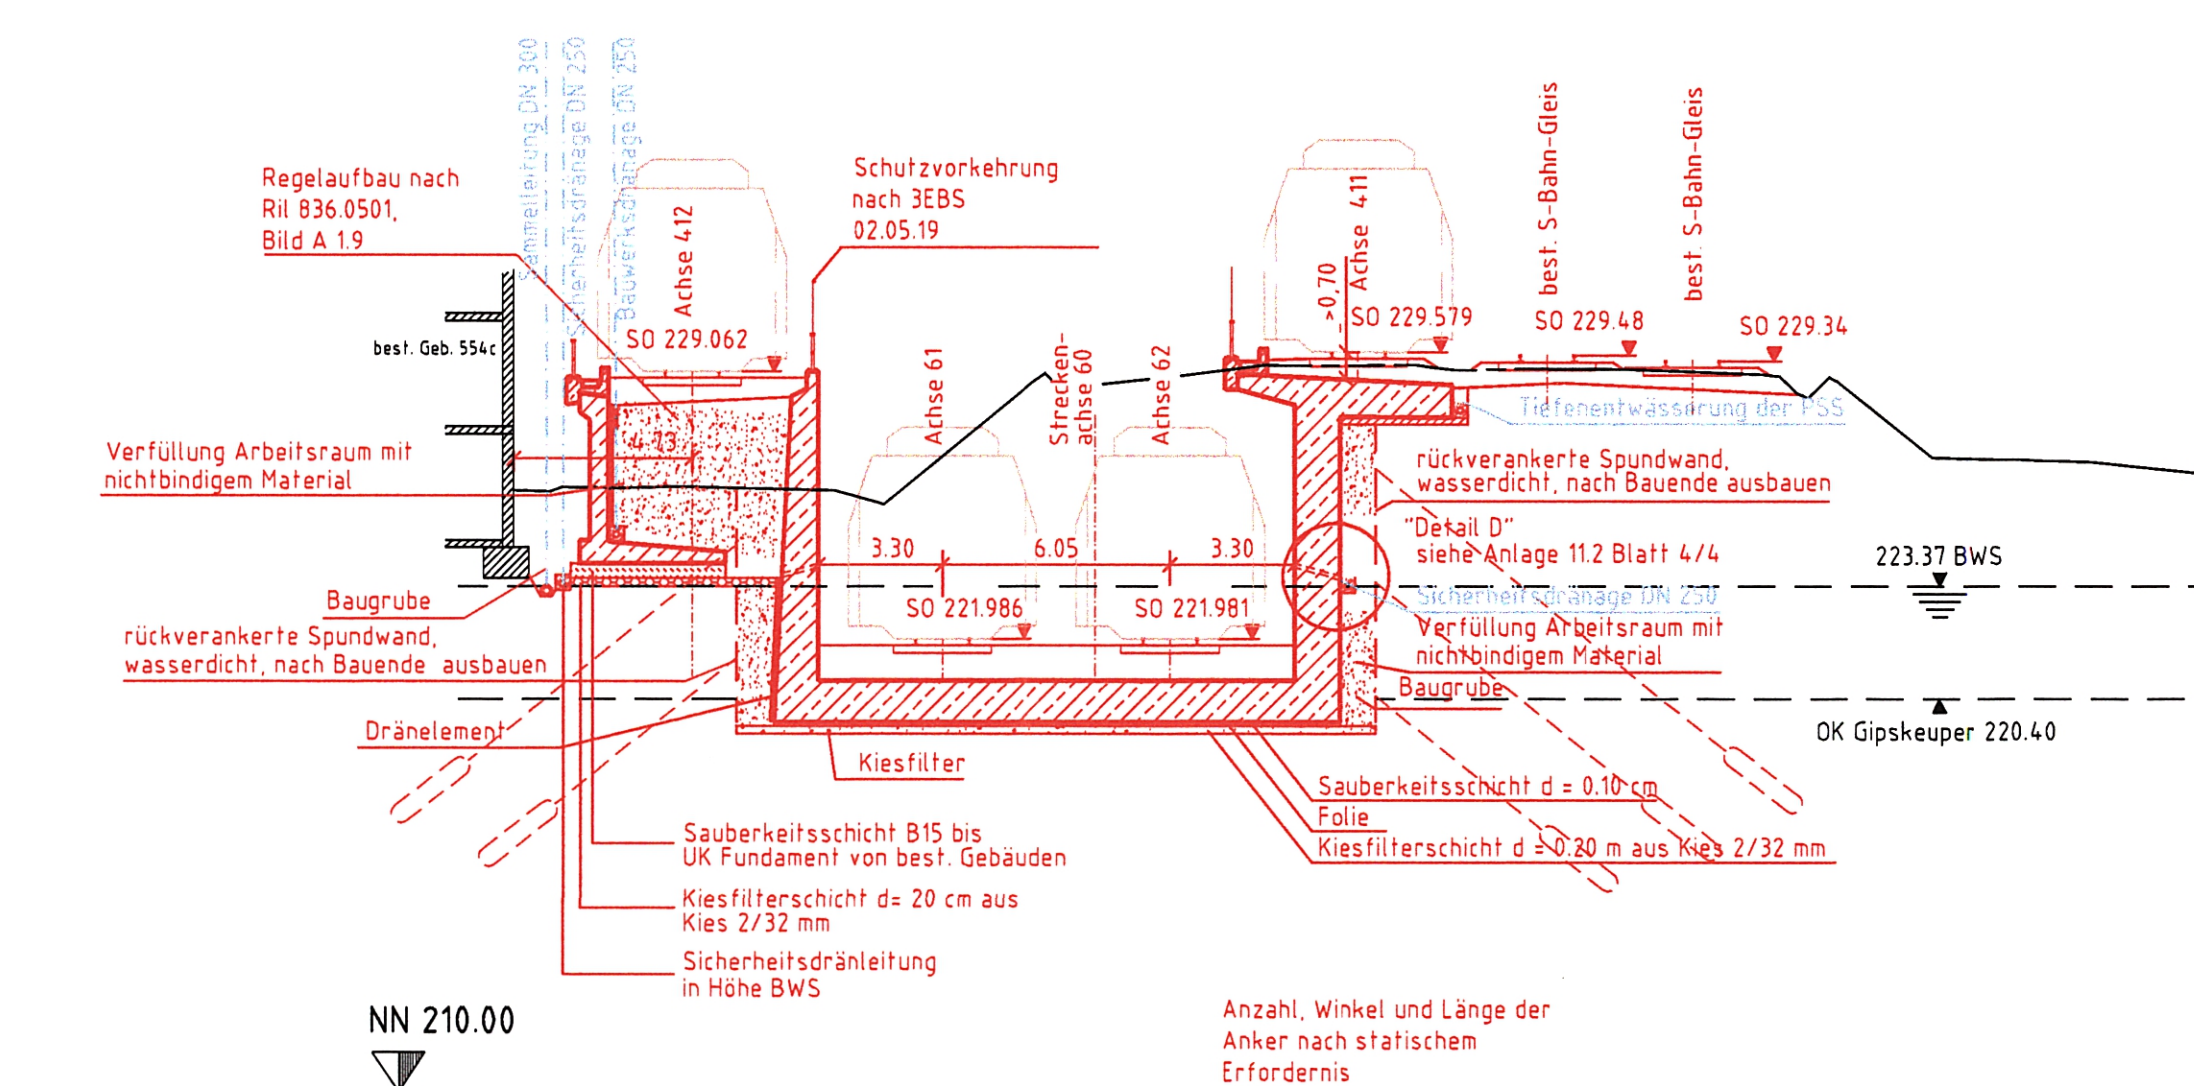 Sammelleitung DN 300
Sicherheitsdränage DN 250
Bauwerksdränage DN 250
Regelaufbau nach
Ril 836.0501,
Bild A 1.9
Achse 412
SO 229.062
Schutzvorkehrung
nach 3EBS
02.05.19
>0,70
Achse 411
SO 229.579
best. S-Bahn-Gleis
SO 229.48
best. S-Bahn-Gleis
SO 229.34
best. Geb. 554c
Achse 61
Strecken-
achse 60
Achse 62
Tiefenentwässerung der PSS
4.73
Verfüllung Arbeitsraum mit
nichtbindigem Material
rückverankerte Spundwand,
wasserdicht, nach Bauende ausbauen
"Detail D"
siehe Anlage 11.2 Blatt 4/4
3.30
6.05
3.30
223.37 BWS
Baugrube
SO 221.986
SO 221.981
Sicherheitsdränage DN 250
rückverankerte Spundwand,
wasserdicht, nach Bauende ausbauen
Verfüllung Arbeitsraum mit
nichtbindigem Material
Baugrube
Dränelement
OK Gipskeuper 220.40
Kiesfilter
Sauberkeitsschicht d = 0.10 cm
Folie
Kiesfilterschicht d = 0.20 m aus Kies 2/32 mm
Sauberkeitsschicht B15 bis
UK Fundament von best. Gebäuden
Kiesfilterschicht d= 20 cm aus
Kies 2/32 mm
Sicherheitsdränleitung
in Höhe BWS
NN 210.00
Anzahl, Winkel und Länge der
Anker nach statischem
Erfordernis